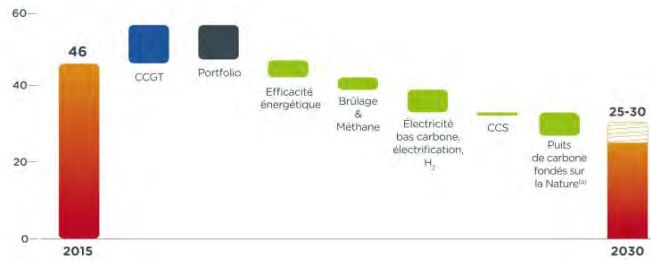 60
46
40
20
0
CCGT
Portfolio
Efficacité
énergétique
Brûlage
&
Méthane
Électricité
bas carbone,
électrification,
H₂
CCS
Puits
de carbone
fondés sur
la Nature⁽ᵃ⁾
25-30
2015
2030